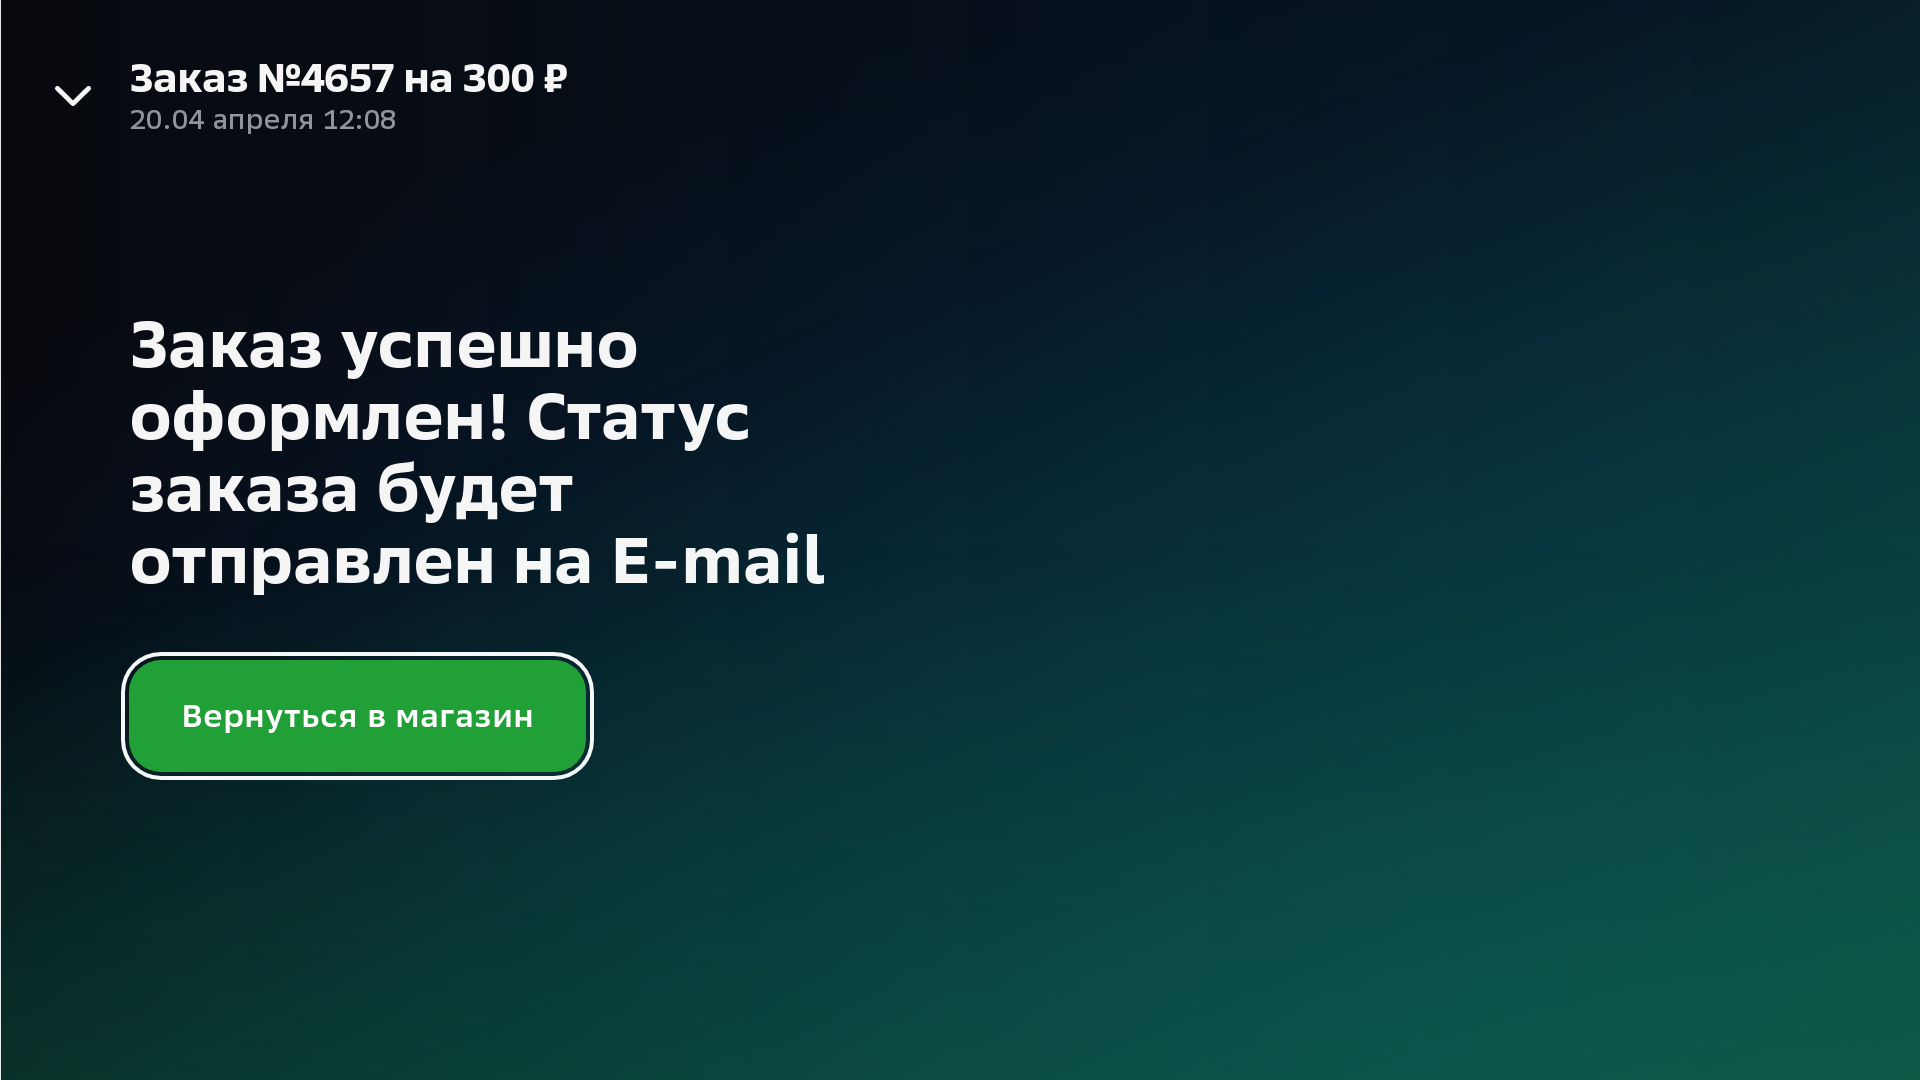 Заказ №4657 на 300 ₽
20.04 апреля 12:08
Заказ успешно
оформлен! Статус
заказа будет
отправлен на E-mail
Вернуться в магазин